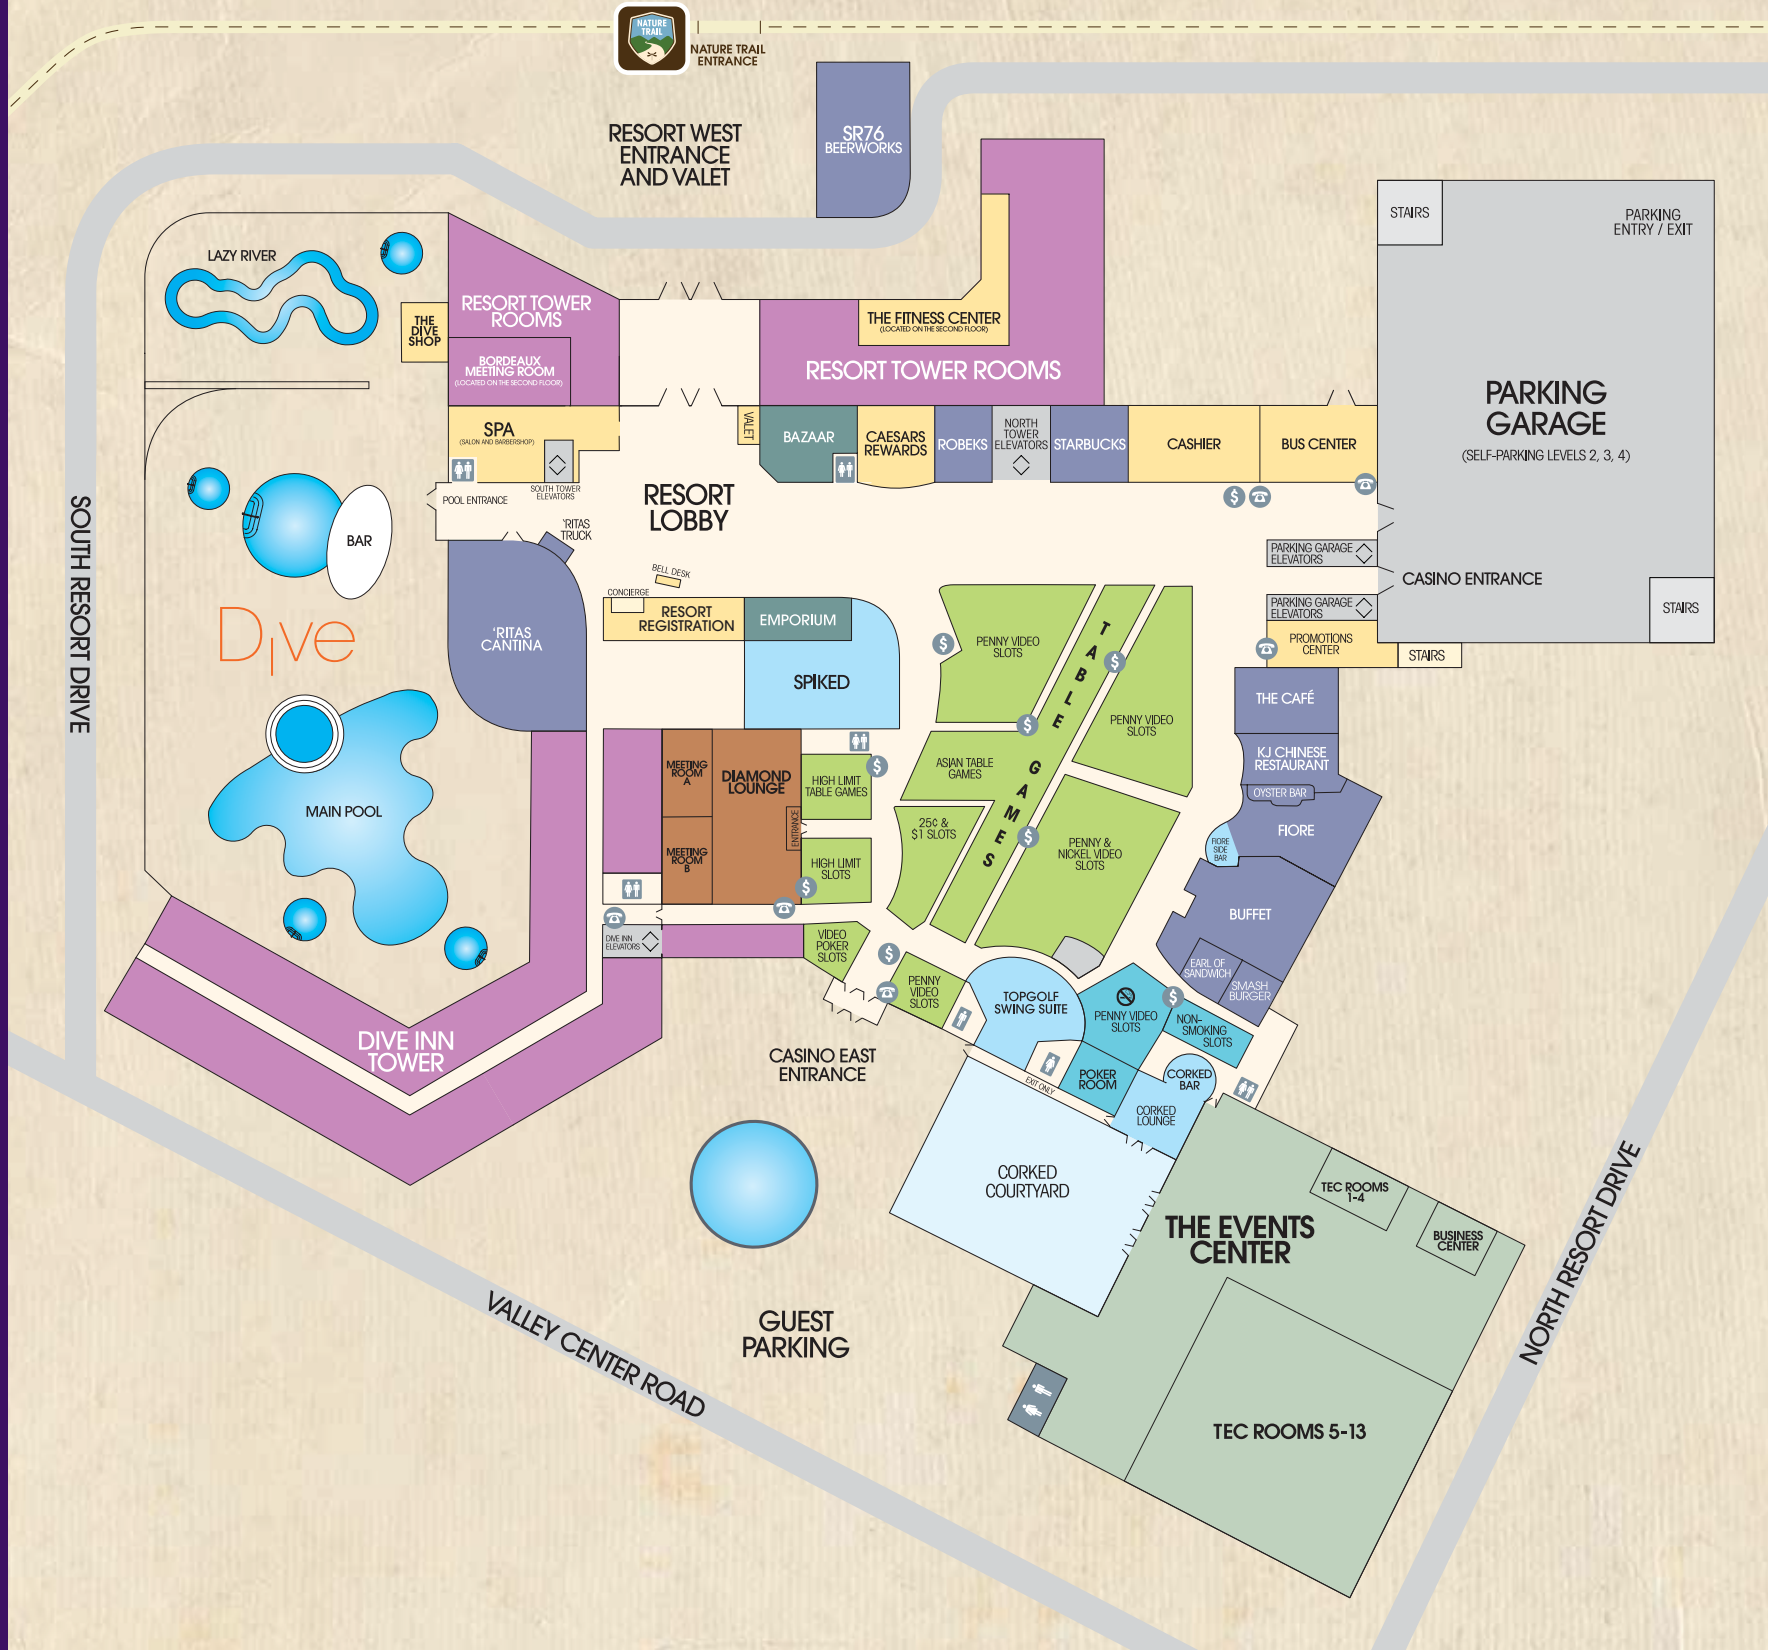 NATURE
TRAIL
NATURE TRAIL
ENTRANCE
RESORT WEST
ENTRANCE
AND VALET
SR76
BEERWORKS
STAIRS
PARKING
ENTRY / EXIT
LAZY RIVER
THE
DIVE
SHOP
RESORT TOWER
ROOMS
BORDEAUX
MEETING ROOM
(LOCATED ON THE SECOND FLOOR)
THE FITNESS CENTER
(LOCATED ON THE SECOND FLOOR)
RESORT TOWER ROOMS
PARKING
GARAGE
(SELF-PARKING LEVELS 2, 3, 4)
SPA
(SALON AND BARBERSHOP)
VALET
BAZAAR
CAESARS
REWARDS
ROBEKS
NORTH
TOWER
ELEVATORS
STARBUCKS
CASHIER
BUS CENTER
$
SOUTH TOWER
ELEVATORS
POOL ENTRANCE
RESORT
LOBBY
'RITAS
TRUCK
BAR
SOUTH RESORT DRIVE
PARKING GARAGE
ELEVATORS
CASINO ENTRANCE
PARKING GARAGE
ELEVATORS
STAIRS
BELL DESK
CONCIERGE
RESORT
REGISTRATION
EMPORIUM
Dive
'RITAS
CANTINA
SPIKED
$
PENNY VIDEO
SLOTS
TABLE GAMES
$
$
$
PENNY VIDEO
SLOTS
PROMOTIONS
CENTER
STAIRS
THE CAFÉ
KJ CHINESE
RESTAURANT
OYSTER BAR
FIORE
FIORE
SIDE
BAR
MAIN POOL
MEETING
ROOM
A
DIAMOND
LOUNGE
HIGH LIMIT
TABLE GAMES
$
ENTRANCE
ASIAN TABLE
GAMES
25¢ &
$1 SLOTS
PENNY &
NICKEL VIDEO
SLOTS
MEETING
ROOM
B
HIGH LIMIT
SLOTS
$
BUFFET
EARL OF
SANDWICH
SMASH
BURGER
DIVE INN
ELEVATORS
VIDEO
POKER
SLOTS
$
PENNY
VIDEO
SLOTS
TOPGOLF
SWING SUITE
PENNY VIDEO
SLOTS
$
NON-
SMOKING
SLOTS
DIVE INN
TOWER
CASINO EAST
ENTRANCE
EXIT ONLY
POKER
ROOM
CORKED
BAR
CORKED
LOUNGE
CORKED
COURTYARD
TEC ROOMS
1-4
THE EVENTS
CENTER
BUSINESS
CENTER
NORTH RESORT DRIVE
GUEST
PARKING
VALLEY CENTER ROAD
TEC ROOMS 5-13